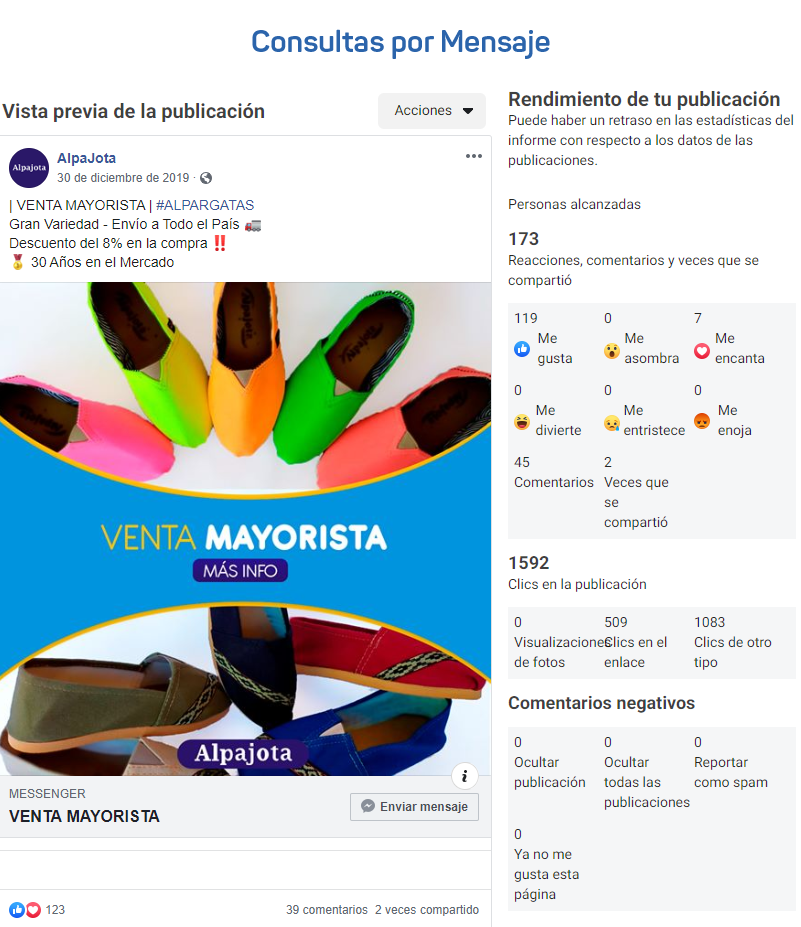 Consultas por Mensaje
Vista previa de la publicación
Acciones
Alpajota
AlpaJota
30 de diciembre de 2019 ·
| VENTA MAYORISTA | #ALPARGATAS
Gran Variedad - Envío a Todo el País 🚛
Descuento del 8% en la compra ‼️
🏅 30 Años en el Mercado
VENTA MAYORISTA
MÁS INFO
Alpajota
i
MESSENGER
VENTA MAYORISTA
Enviar mensaje
123
39 comentarios 2 veces compartido
Rendimiento de tu publicación
Puede haber un retraso en las estadísticas del
informe con respecto a los datos de las
publicaciones.
Personas alcanzadas
173
Reacciones, comentarios y veces que se
compartió
119
Me
gusta
0
Me
asombra
7
Me
encanta
0
Me
divierte
0
Me
entristece
0
Me
enoja
45
Comentarios
2
Veces que
se
compartió
1592
Clics en la publicación
0
Visualizaciones
de fotos
509
Clics en el
enlace
1083
Clics de otro
tipo
Comentarios negativos
0
Ocultar
publicación
0
Ocultar
todas las
publicaciones
0
Reportar
como spam
0
Ya no me
gusta esta
página